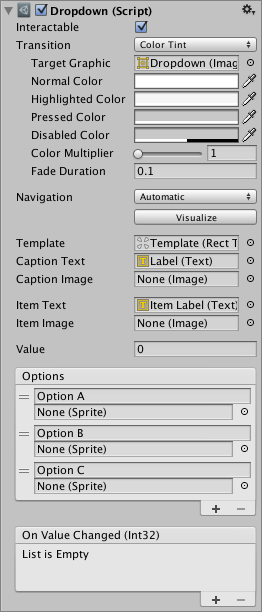 Dropdown (Script)
Interactable
Transition Color Tint
Target Graphic Dropdown (Imag
Normal Color
Highlighted Color
Pressed Color
Disabled Color
Color Multiplier 1
Fade Duration 0.1
Navigation Automatic
Visualize
Template Template (Rect T
Caption Text Label (Text)
Caption Image None (Image)
Item Text Item Label (Text)
Item Image None (Image)
Value 0
Options
Option A
None (Sprite)
Option B
None (Sprite)
Option C
None (Sprite)
+ −
On Value Changed (Int32)
List is Empty
+ −